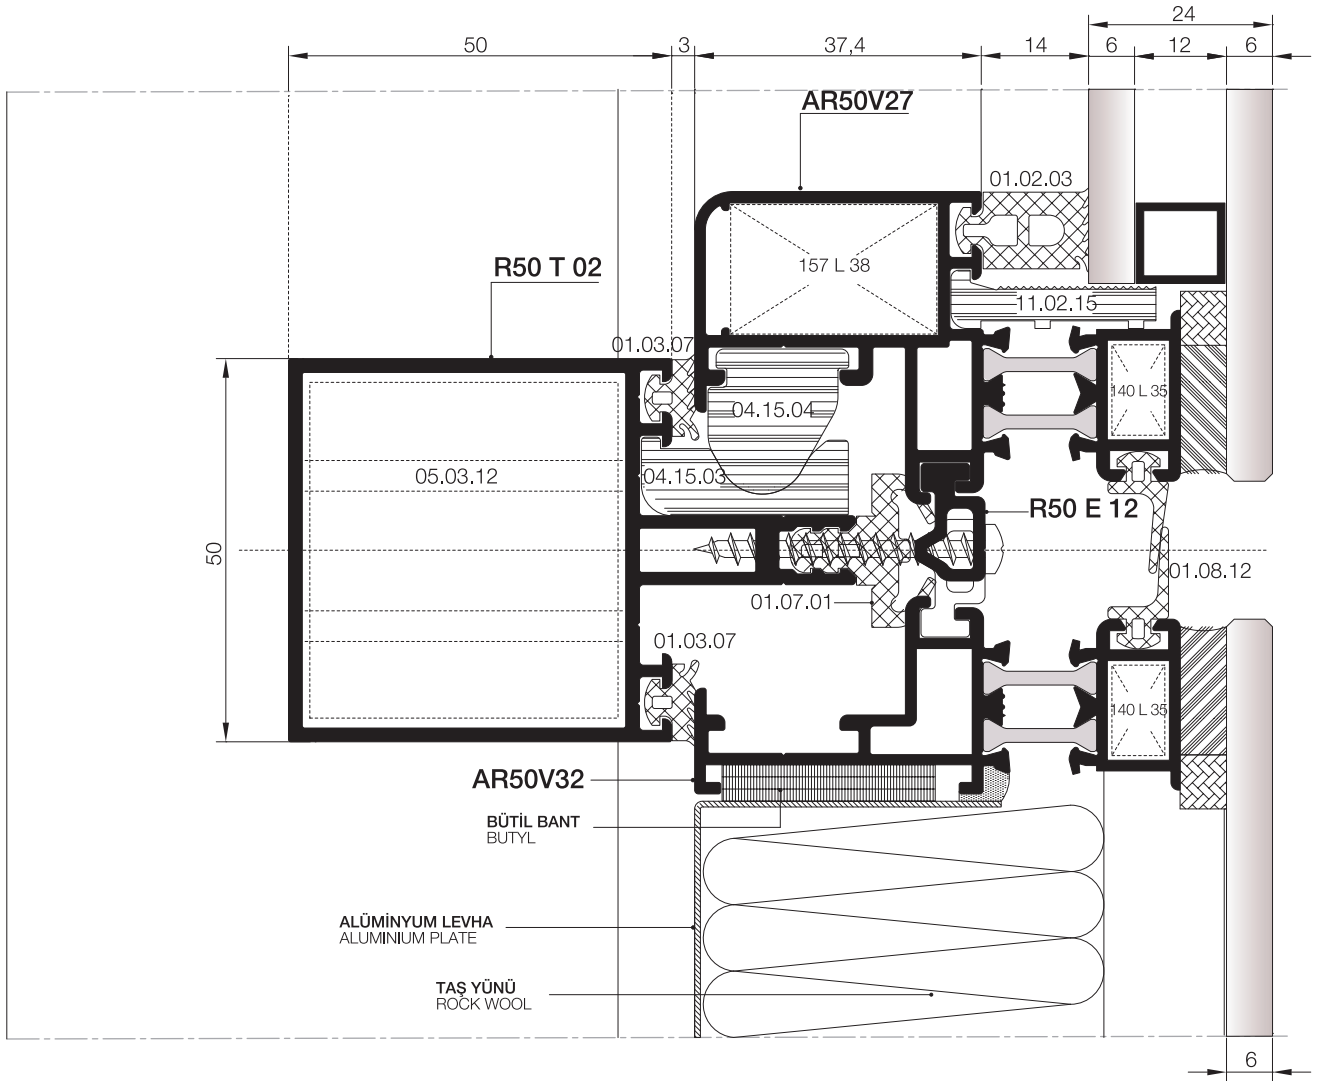 24
50
3
37,4
14
6
12
6
AR50V27
01.02.03
R50 T 02
157 L 38
11.02.15
01.03.07
140 L 35
04.15.04
05.03.12
04.15.03
R50 E 12
50
01.08.12
01.07.01
01.03.07
140 L 35
AR50V32
BÜTİL BANT
BUTYL
ALÜMİNYUM LEVHA
ALUMINIUM PLATE
TAŞ YÜNÜ
ROCK WOOL
6